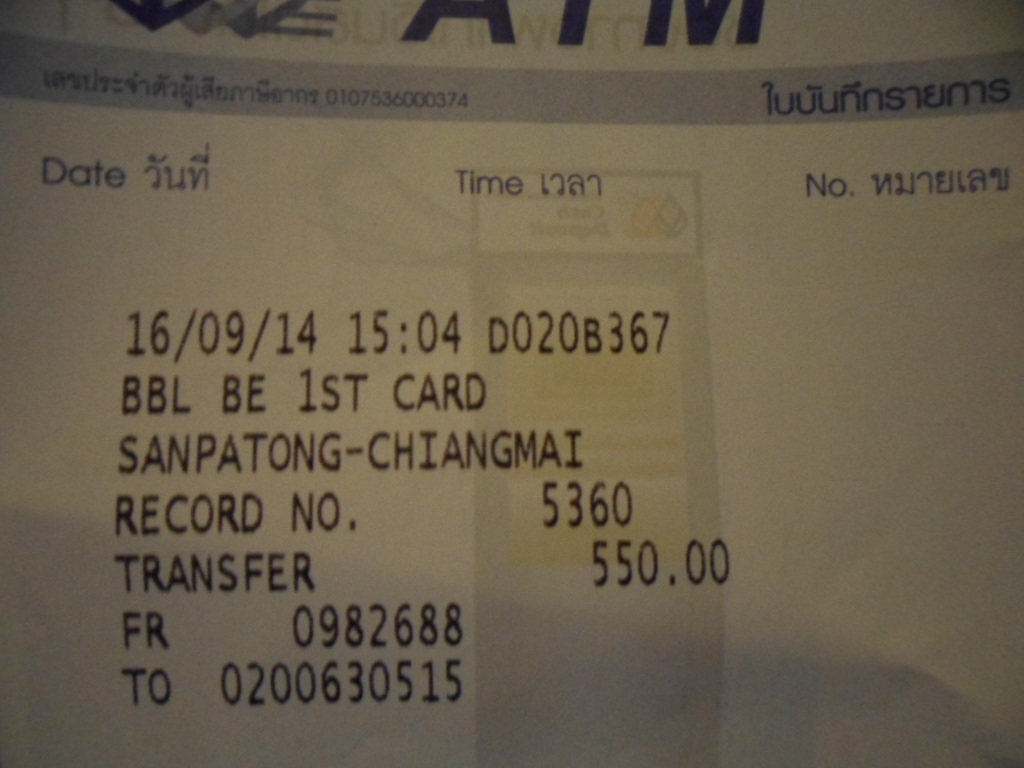 ATM
เลขประจำตัวผู้เสียภาษีอากร 0107536000374 ใบบันทึกรายการ
Date วันที่ Time เวลา No. หมายเลข
16/09/14 15:04 D020B367
BBL BE 1ST CARD
SANPATONG-CHIANGMAI
RECORD NO. 5360
TRANSFER 550.00
FR 0982688
TO 0200630515